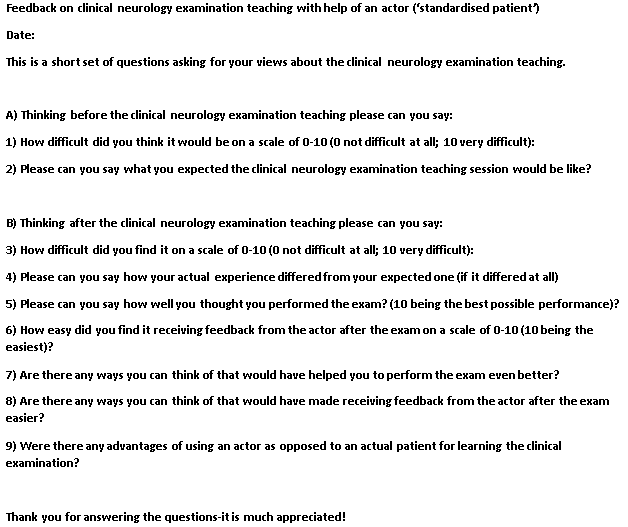 Feedback on clinical neurology examination teaching with help of an actor (‘standardised patient’)
Date:
This is a short set of questions asking for your views about the clinical neurology examination teaching.
A) Thinking before the clinical neurology examination teaching please can you say:
1) How difficult did you think it would be on a scale of 0-10 (0 not difficult at all; 10 very difficult):
2) Please can you say what you expected the clinical neurology examination teaching session would be like?
B) Thinking after the clinical neurology examination teaching please can you say:
3) How difficult did you find it on a scale of 0-10 (0 not difficult at all; 10 very difficult):
4) Please can you say how your actual experience differed from your expected one (if it differed at all)
5) Please can you say how well you thought you performed the exam? (10 being the best possible performance)?
6) How easy did you find it receiving feedback from the actor after the exam on a scale of 0-10 (10 being the
easiest)?
7) Are there any ways you can think of that would have helped you to perform the exam even better?
8) Are there any ways you can think of that would have made receiving feedback from the actor after the exam
easier?
9) Were there any advantages of using an actor as opposed to an actual patient for learning the clinical
examination?
Thank you for answering the questions-it is much appreciated!